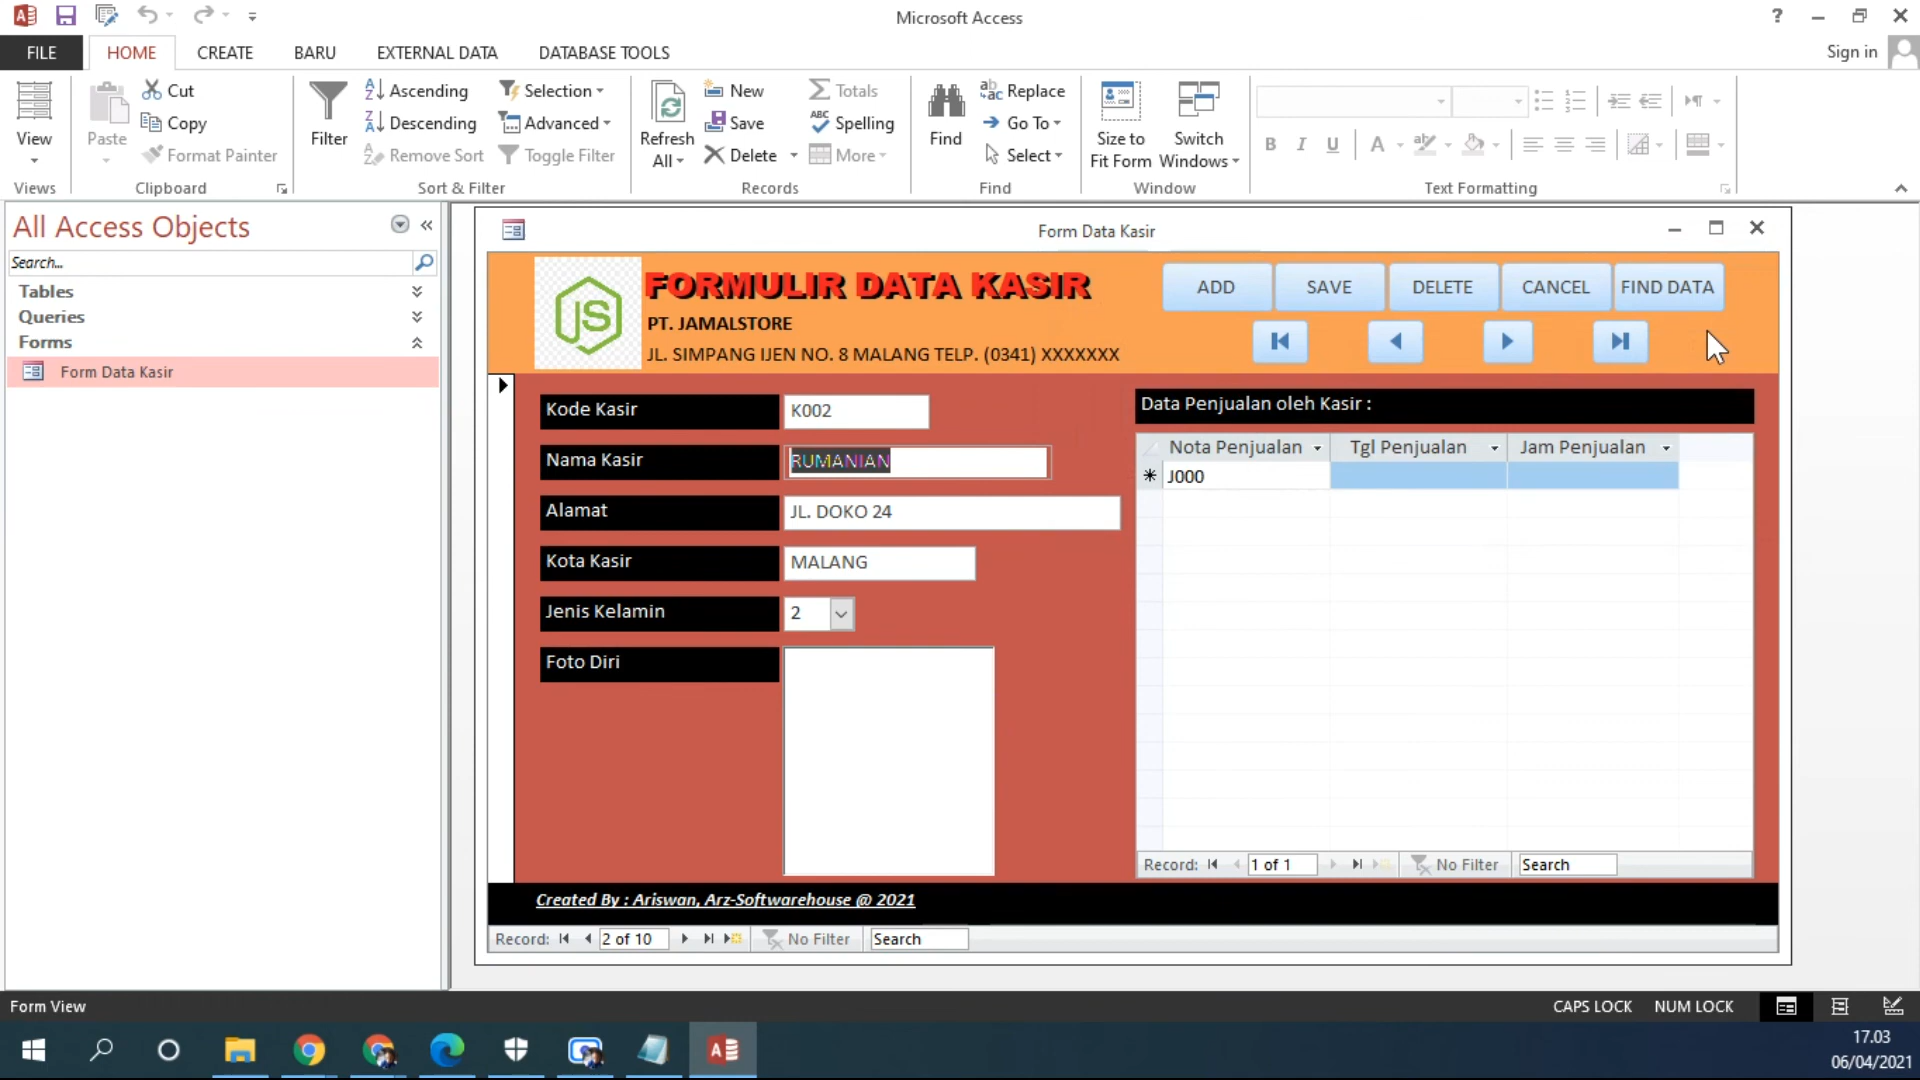 Microsoft Access
?
FILE HOME CREATE BARU EXTERNAL DATA DATABASE TOOLS Sign in
View
Views
Paste
Cut
Copy
Format Painter
Clipboard
Filter
Ascending
Descending
Remove Sort
Selection
Advanced
Toggle Filter
Sort & Filter
Refresh
All
New
Save
Delete
Totals
Spelling
More
Records
Find
Replace
Go To
Select
Find
Size to
Fit Form
Switch
Windows
Window
B I U A
Text Formatting
All Access Objects
Search...
Tables
Queries
Forms
Form Data Kasir
Form Data Kasir
JS
FORMULIR DATA KASIR
PT. JAMALSTORE
JL. SIMPANG IJEN NO. 8 MALANG TELP. (0341) XXXXXXX
ADD SAVE DELETE CANCEL FIND DATA
Kode Kasir K002
Nama Kasir RUMANIAN
Alamat JL. DOKO 24
Kota Kasir MALANG
Jenis Kelamin 2
Foto Diri
Data Penjualan oleh Kasir :
Nota Penjualan Tgl Penjualan Jam Penjualan
J000
Record: 1 of 1 No Filter Search
Created By : Ariswan, Arz-Softwarehouse @ 2021
Record: 2 of 10 No Filter Search
Form View CAPS LOCK NUM LOCK
17.03
06/04/2021